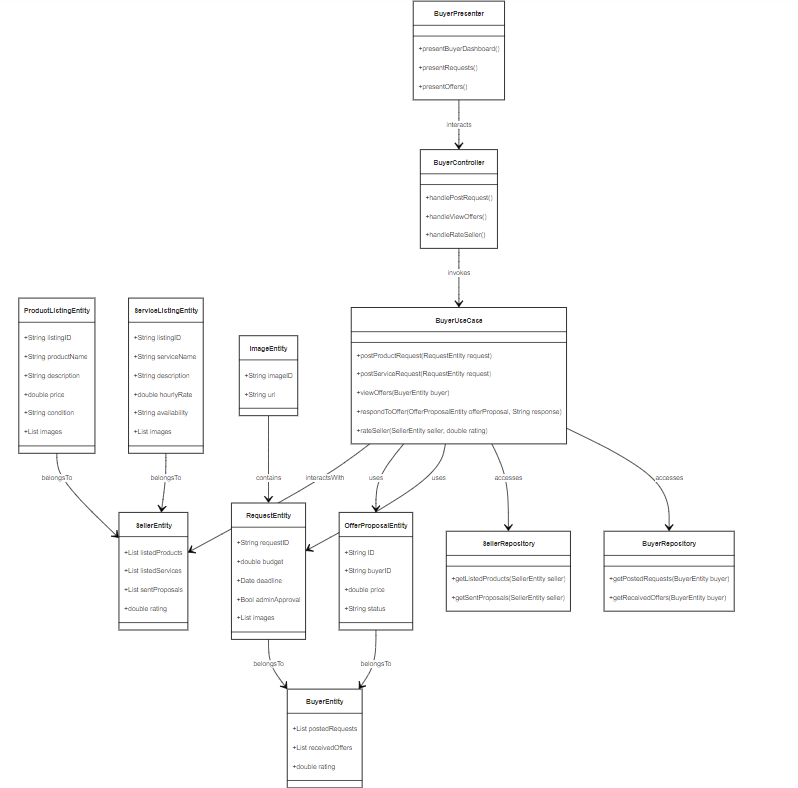 BuyerPresenter
+presentBuyerDashboard()
+presentRequests()
+presentOffers()
interacts
BuyerController
+handlePostRequest()
+handleViewOffers()
+handleRateSeller()
invokes
ProductListingEntity
+String listingID
+String productName
+String description
+double price
+String condition
+List images
ServiceListingEntity
+String listingID
+String serviceName
+String description
+double hourlyRate
+String availability
+List images
ImageEntity
+String imageID
+String url
BuyerUseCase
+postProductRequest(RequestEntity request)
+postServiceRequest(RequestEntity request)
+viewOffers(BuyerEntity buyer)
+respondToOffer(OfferProposalEntity offerProposal, String response)
+rateSeller(SellerEntity seller, double rating)
belongsTo
belongsTo
contains
interactsWith
uses
uses
accesses
accesses
SellerEntity
+List listedProducts
+List listedServices
+List sentProposals
+double rating
RequestEntity
+String requestID
+double budget
+Date deadline
+Bool adminApproval
+List images
OfferProposalEntity
+String ID
+String buyerID
+double price
+String status
SellerRepository
+getListedProducts(SellerEntity seller)
+getSentProposals(SellerEntity seller)
BuyerRepository
+getPostedRequests(BuyerEntity buyer)
+getReceivedOffers(BuyerEntity buyer)
belongsTo
belongsTo
BuyerEntity
+List postedRequests
+List receivedOffers
+double rating